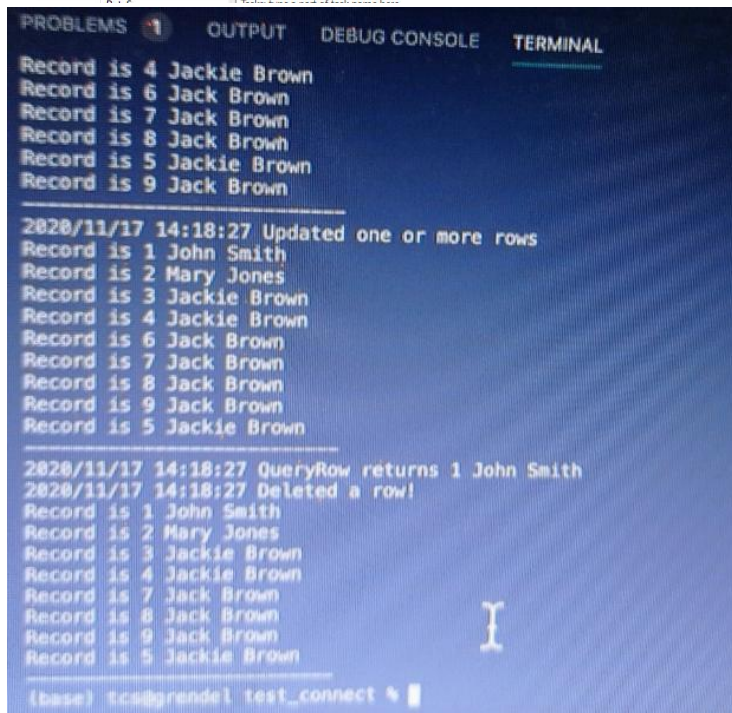 PROBLEMS 1 OUTPUT DEBUG CONSOLE TERMINAL
Record is 4 Jackie Brown
Record is 6 Jack Brown
Record is 7 Jack Brown
Record is 8 Jack Brown
Record is 5 Jackie Brown
Record is 9 Jack Brown
2020/11/17 14:18:27 Updated one or more rows
Record is 1 John Smith
Record is 2 Mary Jones
Record is 3 Jackie Brown
Record is 4 Jackie Brown
Record is 6 Jack Brown
Record is 7 Jack Brown
Record is 8 Jack Brown
Record is 9 Jack Brown
Record is 5 Jackie Brown
2020/11/17 14:18:27 QueryRow returns 1 John Smith
2020/11/17 14:18:27 Deleted a row!
Record is 1 John Smith
Record is 2 Mary Jones
Record is 3 Jackie Brown
Record is 4 Jackie Brown
Record is 7 Jack Brown
Record is 8 Jack Brown
Record is 9 Jack Brown
Record is 5 Jackie Brown
(base) tcs@grendel test_connect %